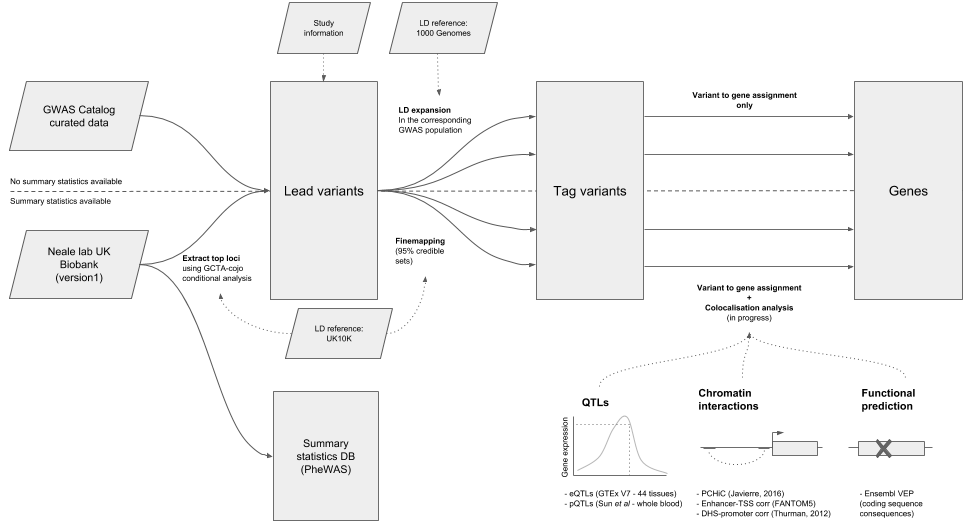 Study
information
LD reference:
1000 Genomes
GWAS Catalog
curated data
No summary statistics available
Summary statistics available
Neale lab UK
Biobank
(version1)
Extract top loci
using GCTA-cojo
conditional analysis
Lead variants
LD reference:
UK10K
Summary
statistics DB
(PheWAS)
LD expansion
In the corresponding
GWAS population
Finemapping
(95% credible
sets)
Tag variants
Variant to gene assignment
only
Genes
Variant to gene assignment
+
Colocalisation analysis
(in progress)
QTLs
Gene expression
- eQTLs (GTEx V7 - 44 tissues)
- pQTLs (Sun et al - whole blood)
Chromatin
interactions
- PCHiC (Javierre, 2016)
- Enhancer-TSS corr (FANTOM5)
- DHS-promoter corr (Thurman, 2012)
Functional
prediction
- Ensembl VEP
(coding sequence
consequences)